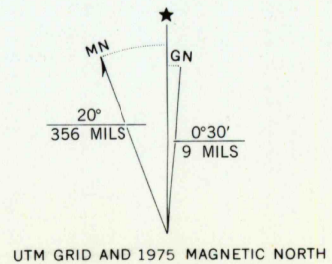 ★
MN
GN
20°
356 MILS
0°30′
9 MILS
UTM GRID AND 1975 MAGNETIC NORTH